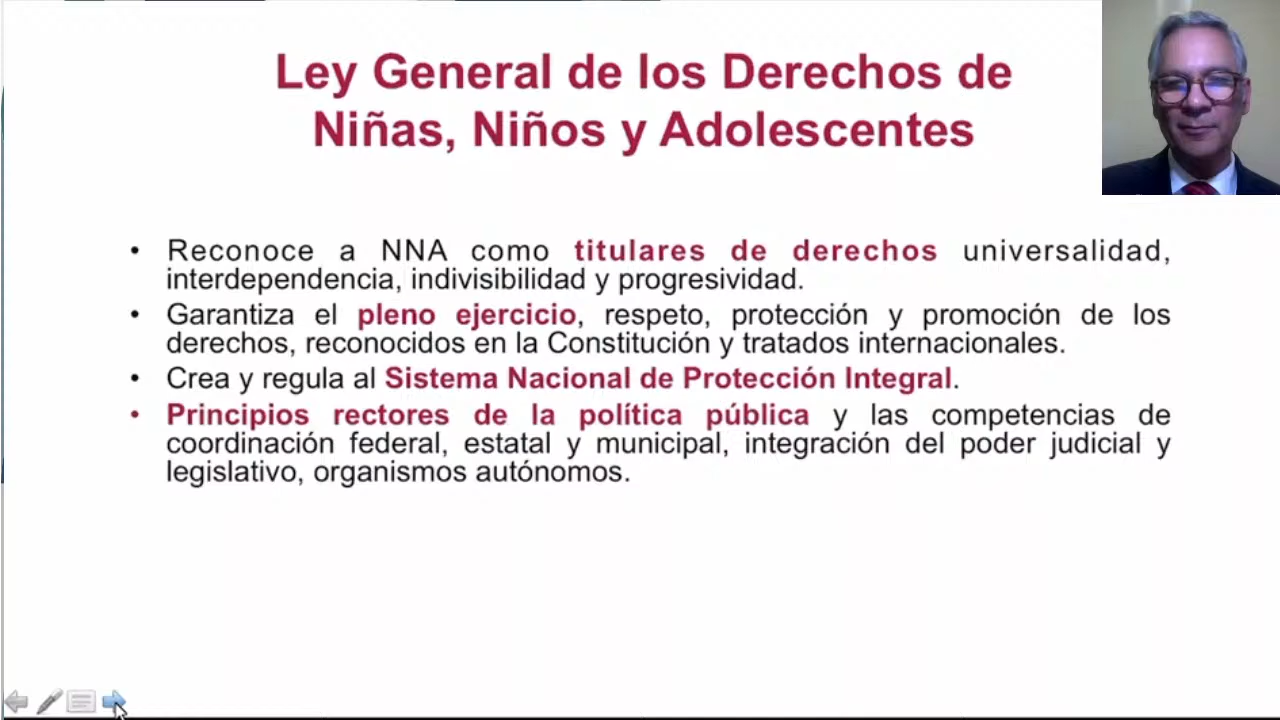 Ley General de los Derechos de
Niñas, Niños y Adolescentes
• Reconoce a NNA como titulares de derechos universalidad,
interdependencia, indivisibilidad y progresividad.
• Garantiza el pleno ejercicio, respeto, protección y promoción de los
derechos, reconocidos en la Constitución y tratados internacionales.
• Crea y regula al Sistema Nacional de Protección Integral.
• Principios rectores de la política pública y las competencias de
coordinación federal, estatal y municipal, integración del poder judicial y
legislativo, organismos autónomos.